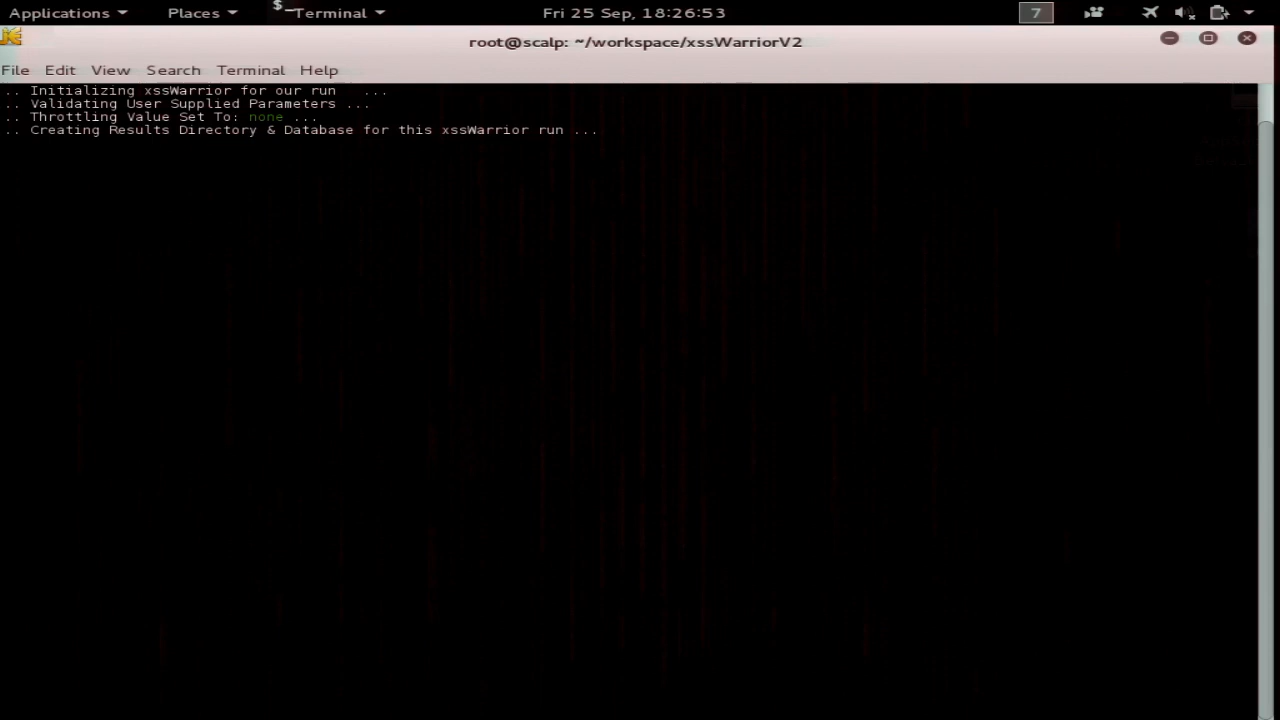 Applications Places $_Terminal Fri 25 Sep, 18:26:53 7
root@scalp: ~/workspace/xssWarriorV2
File Edit View Search Terminal Help
.. Initializing xssWarrior for our run ...
.. Validating User Supplied Parameters ...
.. Throttling Value Set To: none ...
.. Creating Results Directory & Database for this xssWarrior run ...